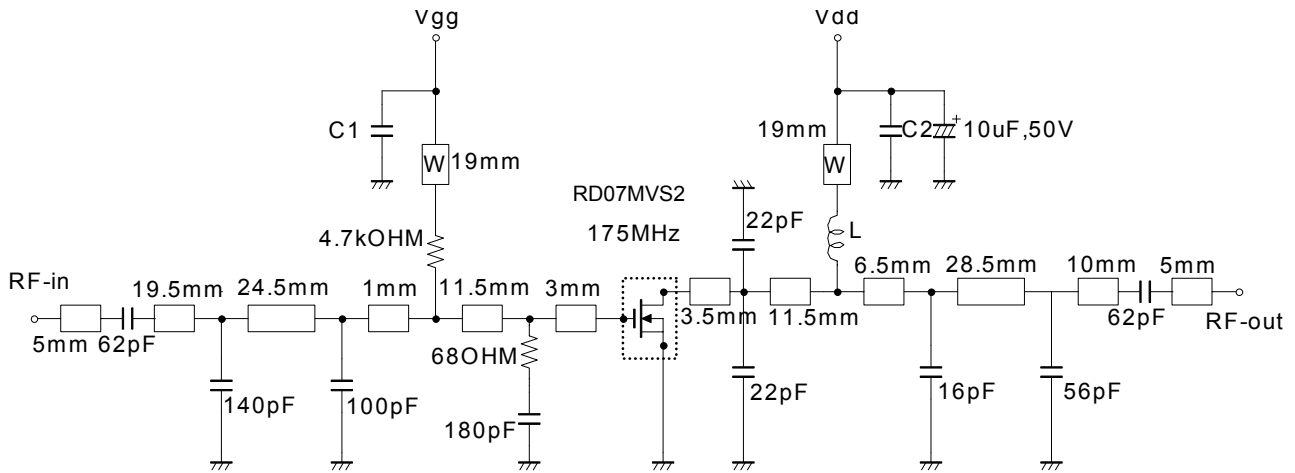 Vgg
Vdd
C1
19mm
W
19mm
W
C2
+
10uF,50V
RD07MVS2
175MHz
22pF
L
4.7kOHM
RF-in
19.5mm
24.5mm
1mm
11.5mm
3mm
3.5mm
11.5mm
6.5mm
28.5mm
10mm
5mm
5mm
62pF
68OHM
62pF
RF-out
140pF
100pF
180pF
22pF
16pF
56pF